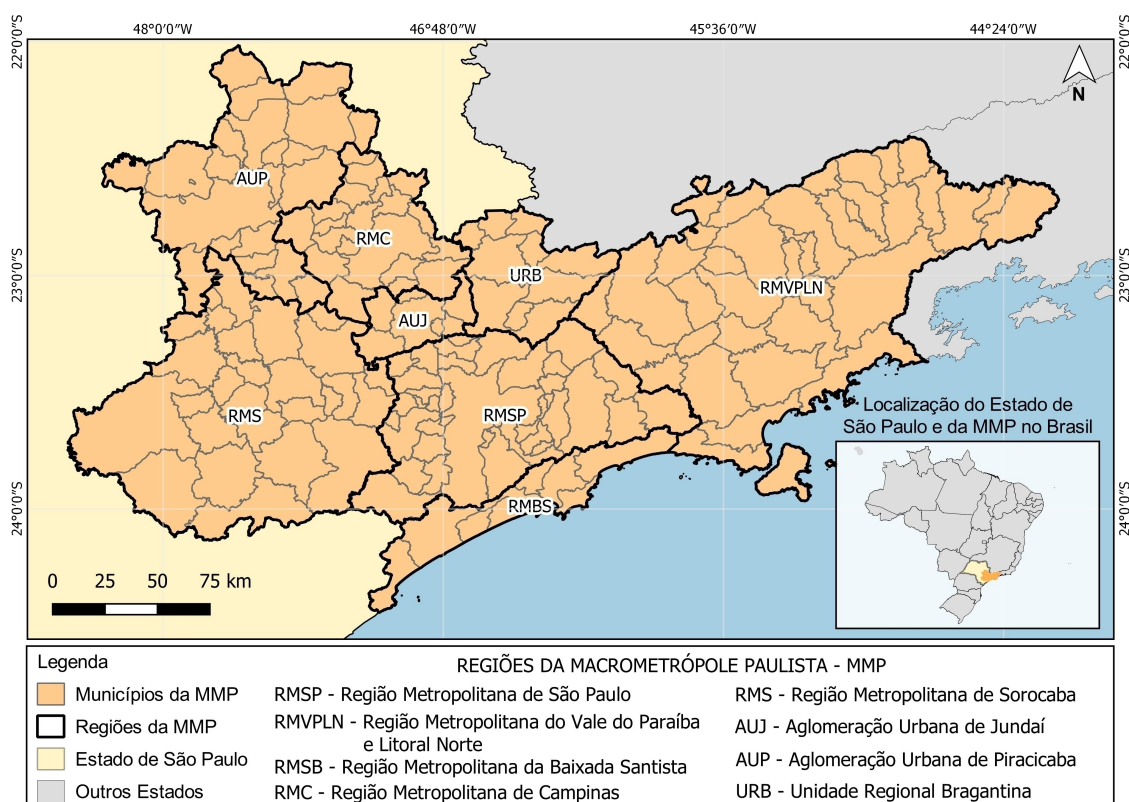 48°0′0″W 46°48′0″W 45°36′0″W 44°24′0″W
22°0′0″S
22°0′0″S
N
AUP
RMC
URB
23°0′0″S
23°0′0″S
RMVPLN
AUJ
RMS
RMSP
Localização do Estado de
São Paulo e da MMP no Brasil
RMBS
24°0′0″S
24°0′0″S
0 25 50 75 km
Legenda
Municípios da MMP
Regiões da MMP
Estado de São Paulo
Outros Estados
REGIÕES DA MACROMETRÓPOLE PAULISTA - MMP
RMSP - Região Metropolitana de São Paulo
RMVPLN - Região Metropolitana do Vale do Paraíba
e Litoral Norte
RMSB - Região Metropolitana da Baixada Santista
RMC - Região Metropolitana de Campinas
RMS - Região Metropolitana de Sorocaba
AUJ - Aglomeração Urbana de Jundaí
AUP - Aglomeração Urbana de Piracicaba
URB - Unidade Regional Bragantina